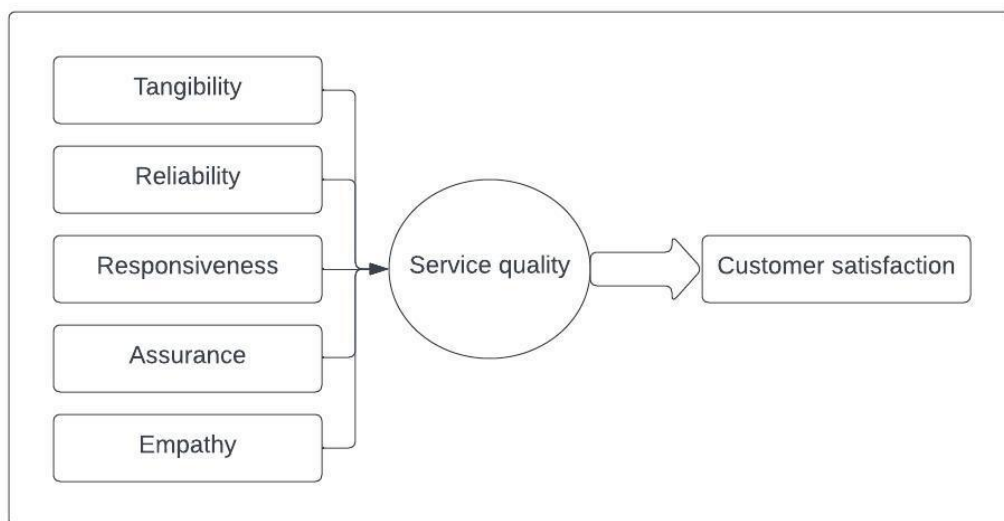 Tangibility
Reliability
Responsiveness
Assurance
Empathy
Service quality
Customer satisfaction